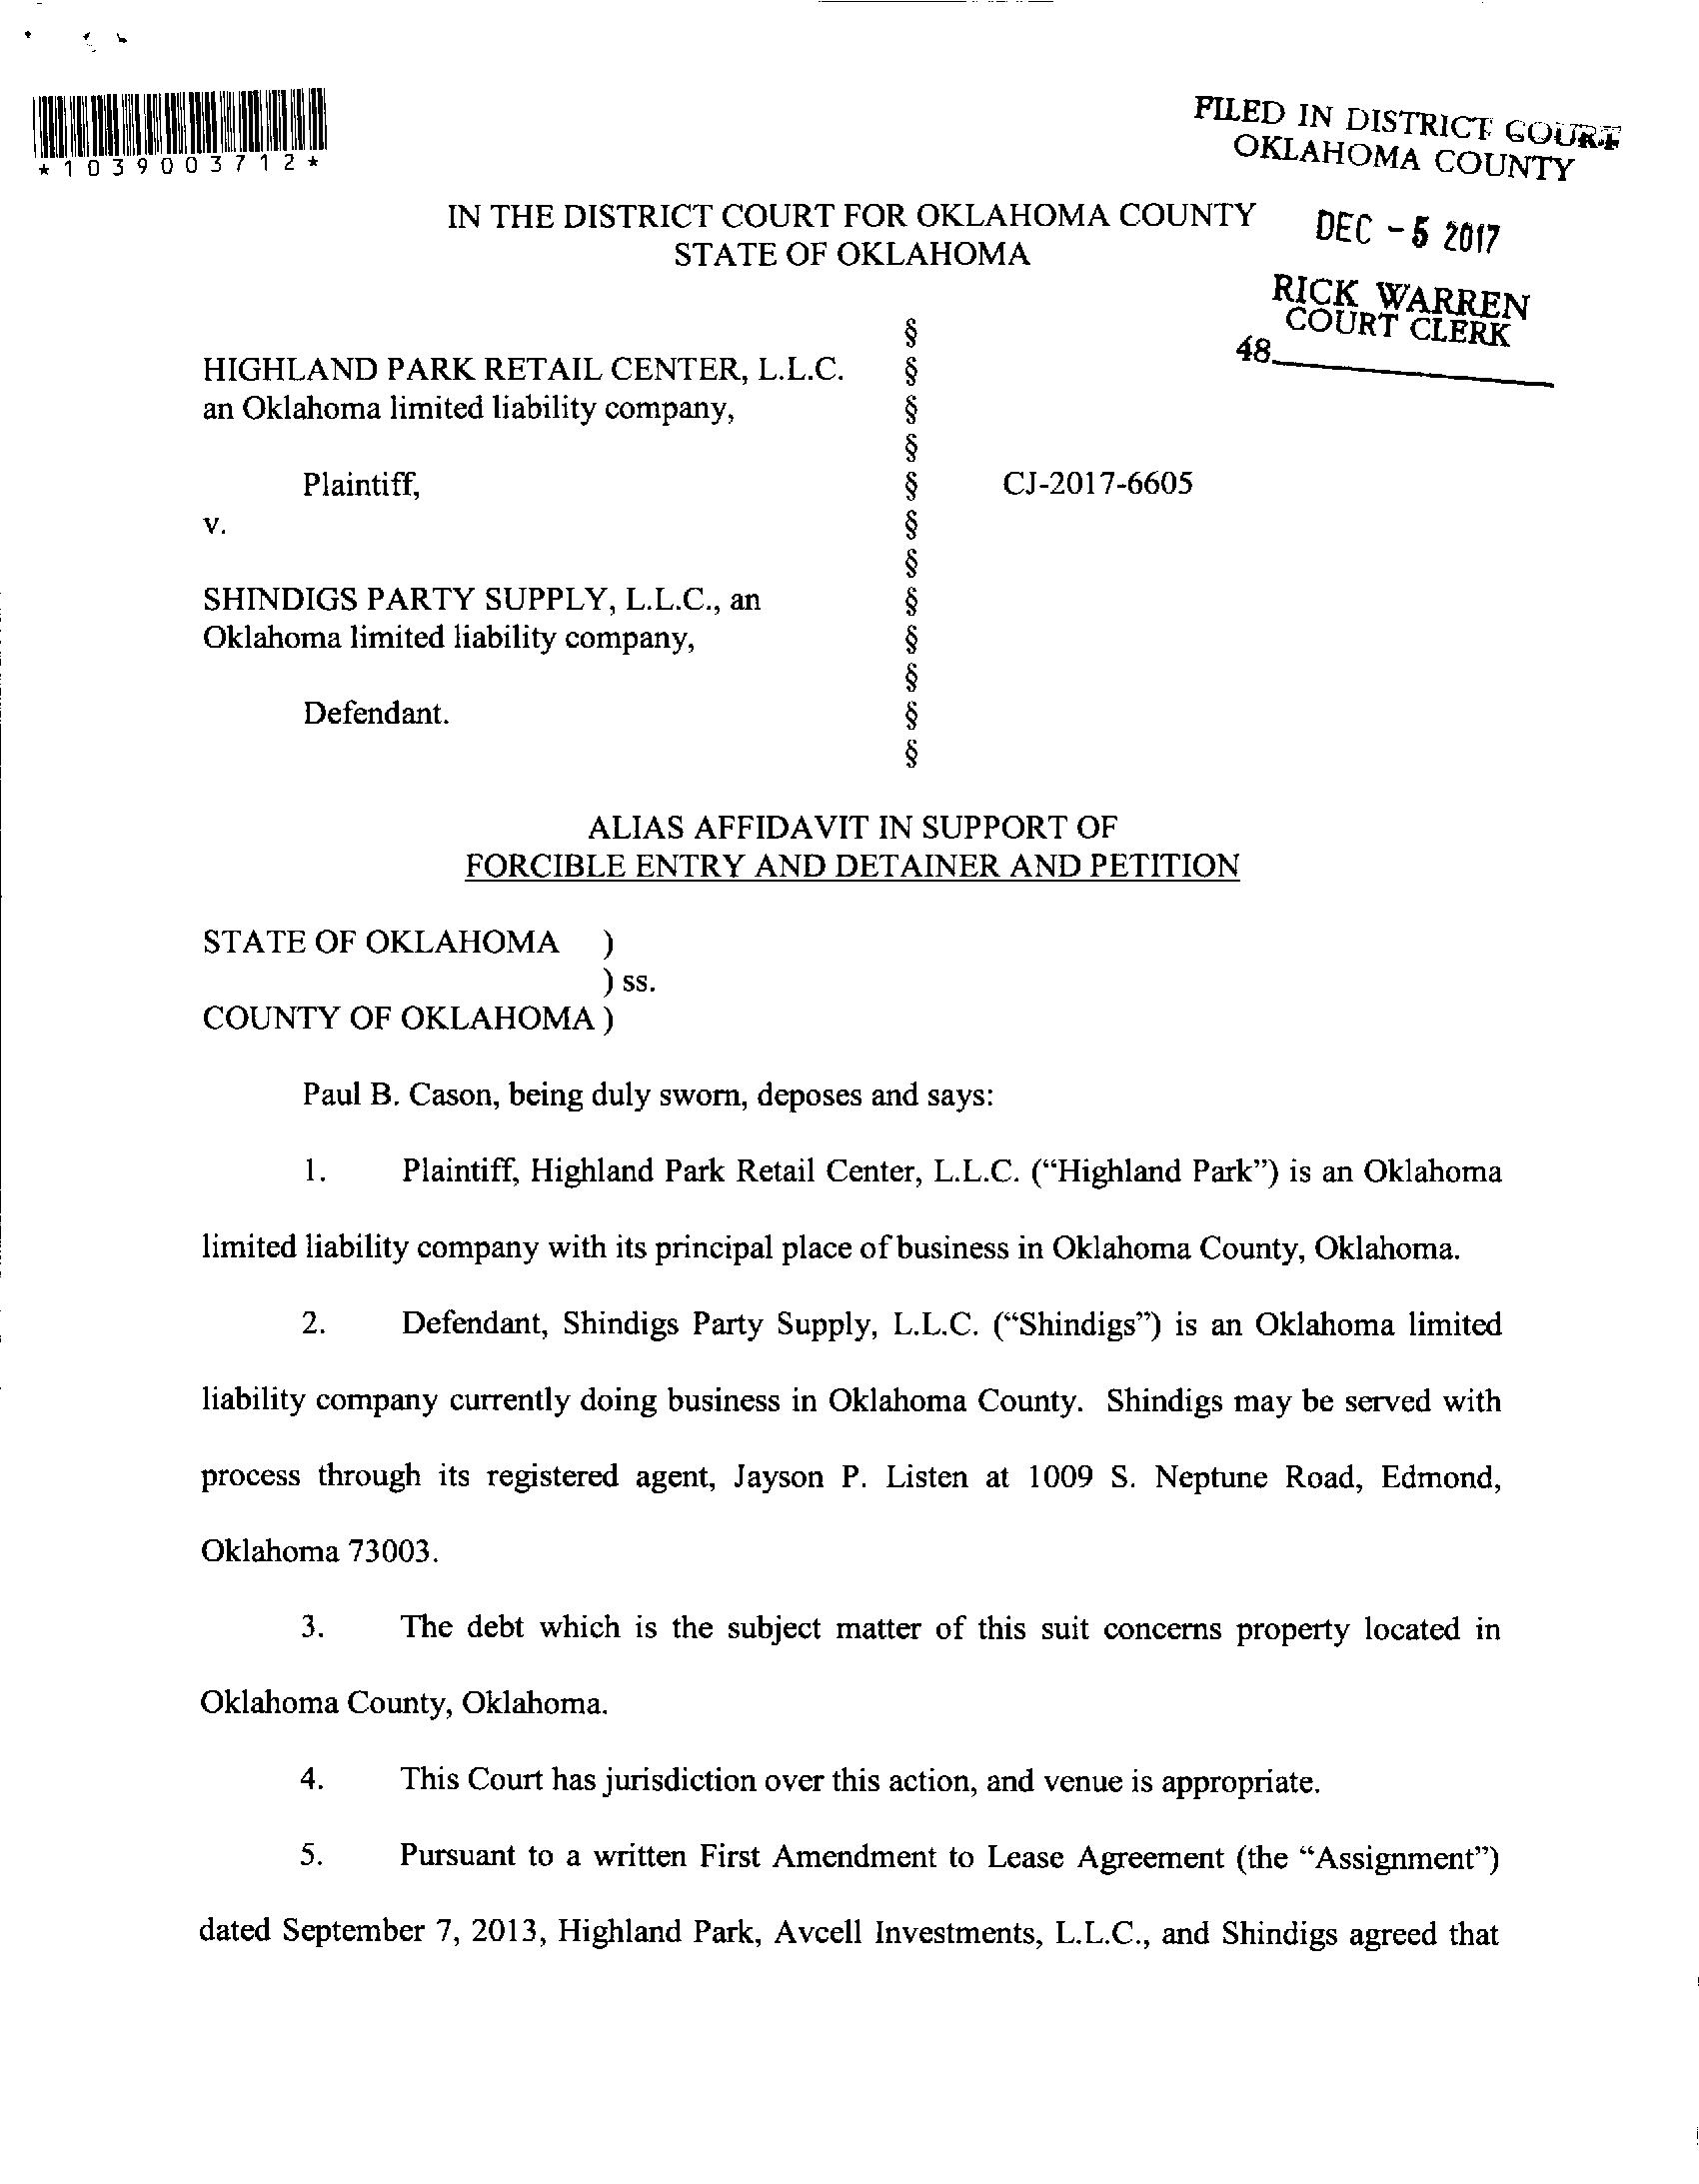 *1039003712*
FILED IN DISTRICT COURT
OKLAHOMA COUNTY
DEC - 5 2017
RICK WARREN
COURT CLERK
48
IN THE DISTRICT COURT FOR OKLAHOMA COUNTY
STATE OF OKLAHOMA
§
HIGHLAND PARK RETAIL CENTER, L.L.C. §
an Oklahoma limited liability company, §
§
Plaintiff, § CJ-2017-6605
v. §
§
SHINDIGS PARTY SUPPLY, L.L.C., an §
Oklahoma limited liability company, §
§
Defendant. §
§
ALIAS AFFIDAVIT IN SUPPORT OF
FORCIBLE ENTRY AND DETAINER AND PETITION
STATE OF OKLAHOMA )
) ss.
COUNTY OF OKLAHOMA )
Paul B. Cason, being duly sworn, deposes and says:
1. Plaintiff, Highland Park Retail Center, L.L.C. (“Highland Park”) is an Oklahoma
limited liability company with its principal place of business in Oklahoma County, Oklahoma.
2. Defendant, Shindigs Party Supply, L.L.C. (“Shindigs”) is an Oklahoma limited
liability company currently doing business in Oklahoma County. Shindigs may be served with
process through its registered agent, Jayson P. Listen at 1009 S. Neptune Road, Edmond,
Oklahoma 73003.
3. The debt which is the subject matter of this suit concerns property located in
Oklahoma County, Oklahoma.
4. This Court has jurisdiction over this action, and venue is appropriate.
5. Pursuant to a written First Amendment to Lease Agreement (the “Assignment”)
dated September 7, 2013, Highland Park, Avcell Investments, L.L.C., and Shindigs agreed that